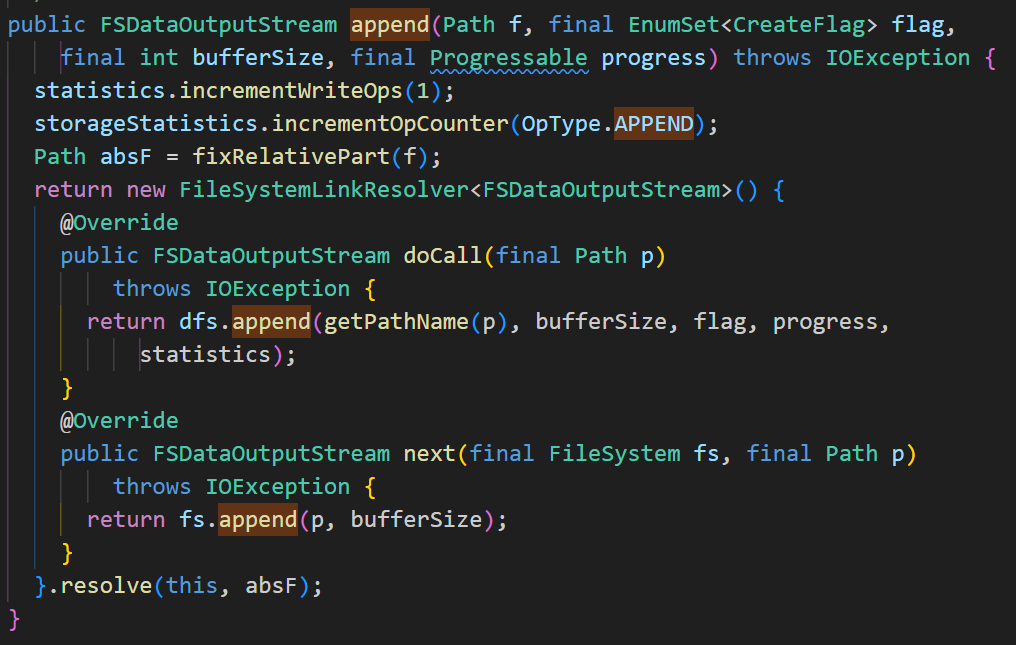 public FSDataOutputStream append(Path f, final EnumSet<CreateFlag> flag,
    final int bufferSize, final Progressable progress) throws IOException {
  statistics.incrementWriteOps(1);
  storageStatistics.incrementOpCounter(OpType.APPEND);
  Path absF = fixRelativePart(f);
  return new FileSystemLinkResolver<FSDataOutputStream>() {
    @Override
    public FSDataOutputStream doCall(final Path p)
        throws IOException {
      return dfs.append(getPathName(p), bufferSize, flag, progress,
          statistics);
    }
    @Override
    public FSDataOutputStream next(final FileSystem fs, final Path p)
        throws IOException {
      return fs.append(p, bufferSize);
    }
  }.resolve(this, absF);
}